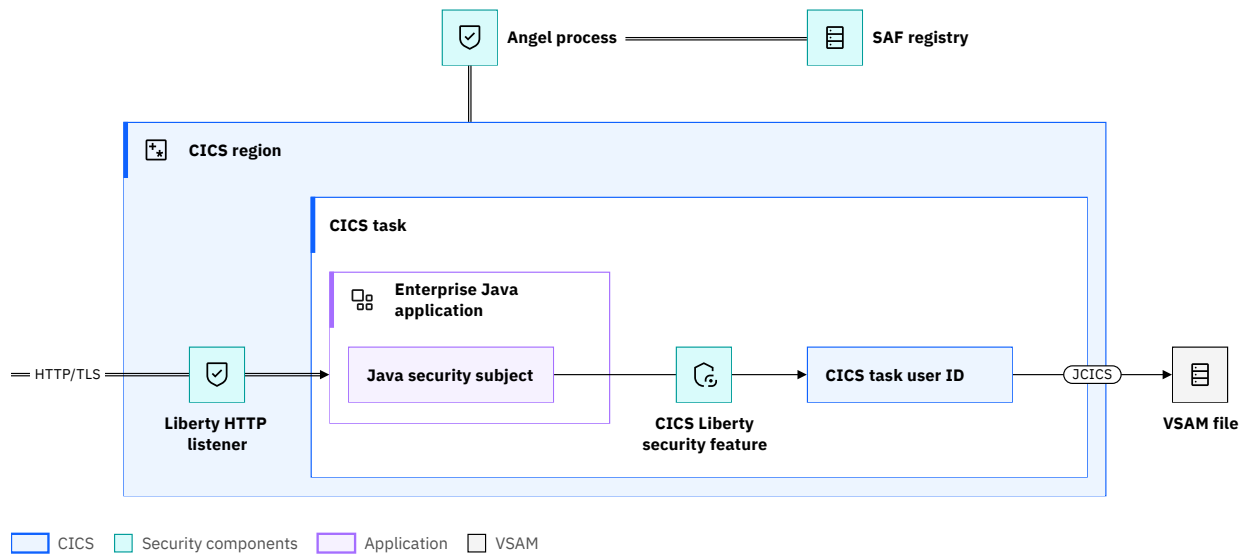 Angel process
SAF registry
CICS region
CICS task
Enterprise Java
application
HTTP/TLS
Java security subject
CICS task user ID
JCICS
Liberty HTTP
listener
CICS Liberty
security feature
VSAM file
CICS
Security components
Application
VSAM